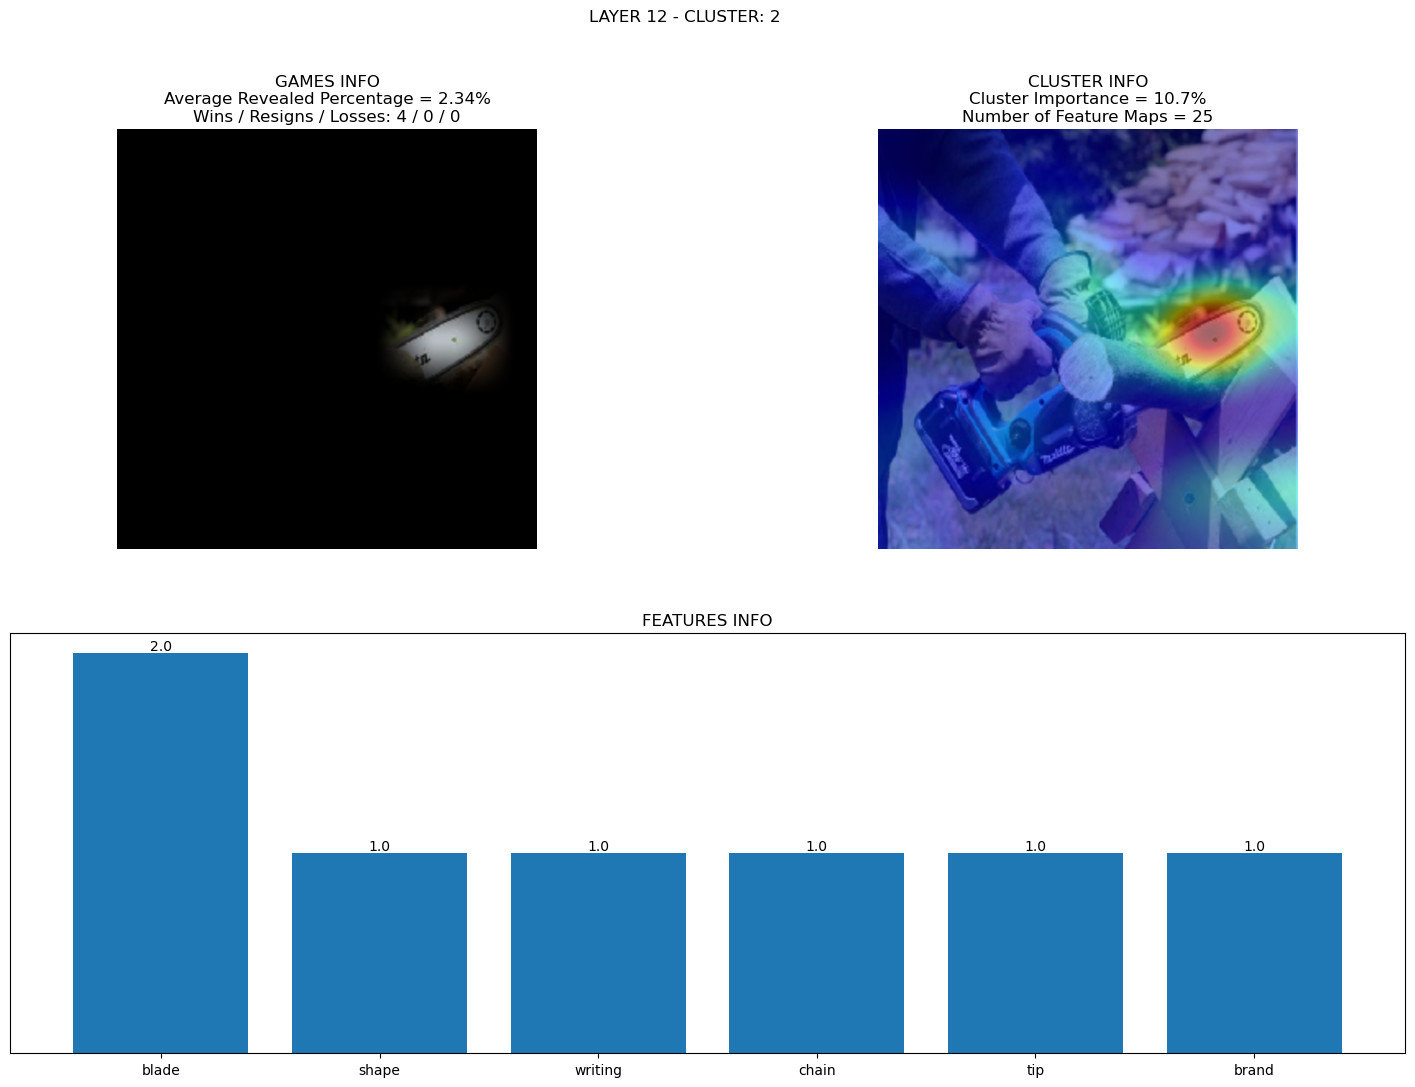 LAYER 12 - CLUSTER: 2
GAMES INFO
Average Revealed Percentage = 2.34%
Wins / Resigns / Losses: 4 / 0 / 0
CLUSTER INFO
Cluster Importance = 10.7%
Number of Feature Maps = 25
FEATURES INFO
2.0
1.0
1.0
1.0
1.0
1.0
blade
shape
writing
chain
tip
brand